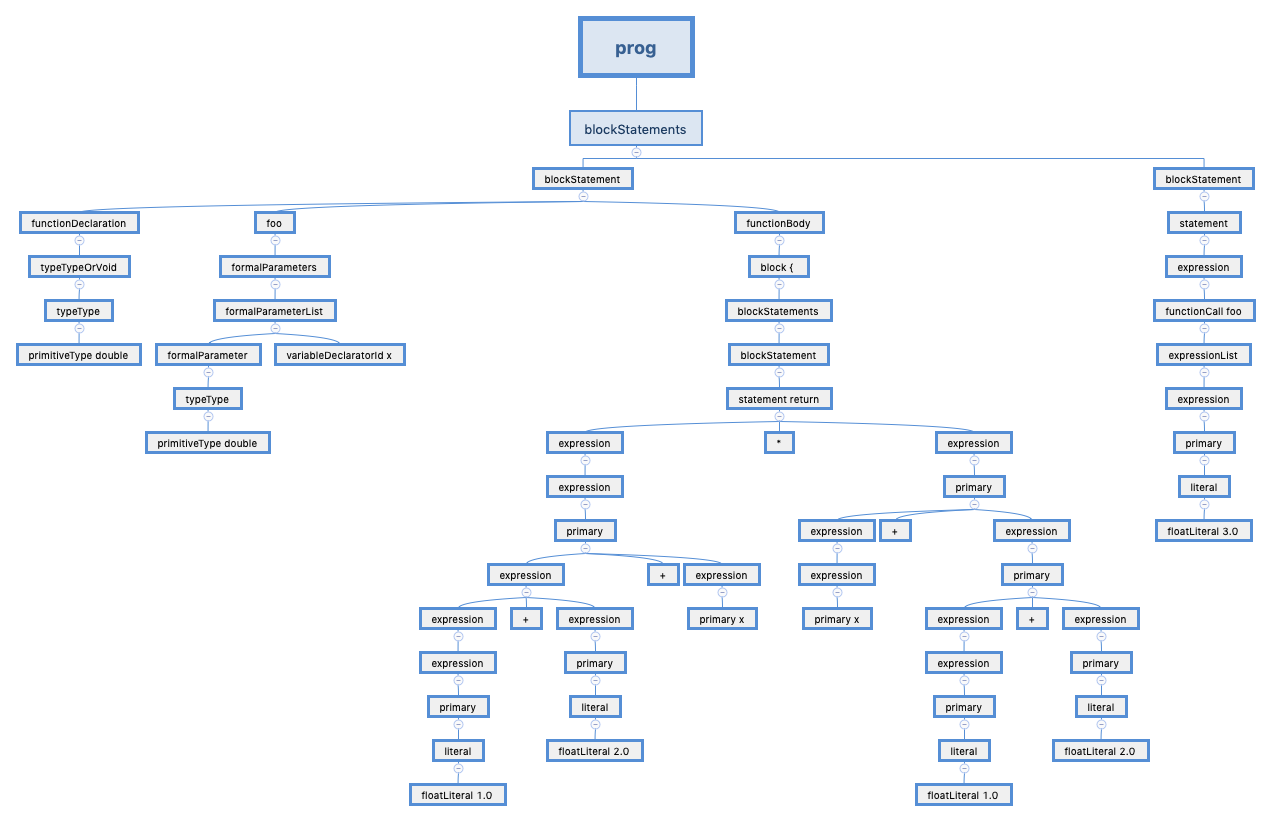 prog
blockStatements
blockStatement
blockStatement
functionDeclaration
foo
functionBody
statement
typeTypeOrVoid
formalParameters
block {
expression
typeType
formalParameterList
blockStatements
functionCall foo
primitiveType double
formalParameter
variableDeclaratorId x
blockStatement
expressionList
typeType
statement return
expression
primitiveType double
expression
*
expression
primary
expression
primary
literal
primary
expression
+
expression
floatLiteral 3.0
expression
+
expression
expression
primary
expression
+
expression
primary x
primary x
expression
+
expression
expression
primary
expression
primary
primary
literal
primary
literal
literal
floatLiteral 2.0
literal
floatLiteral 2.0
floatLiteral 1.0
floatLiteral 1.0